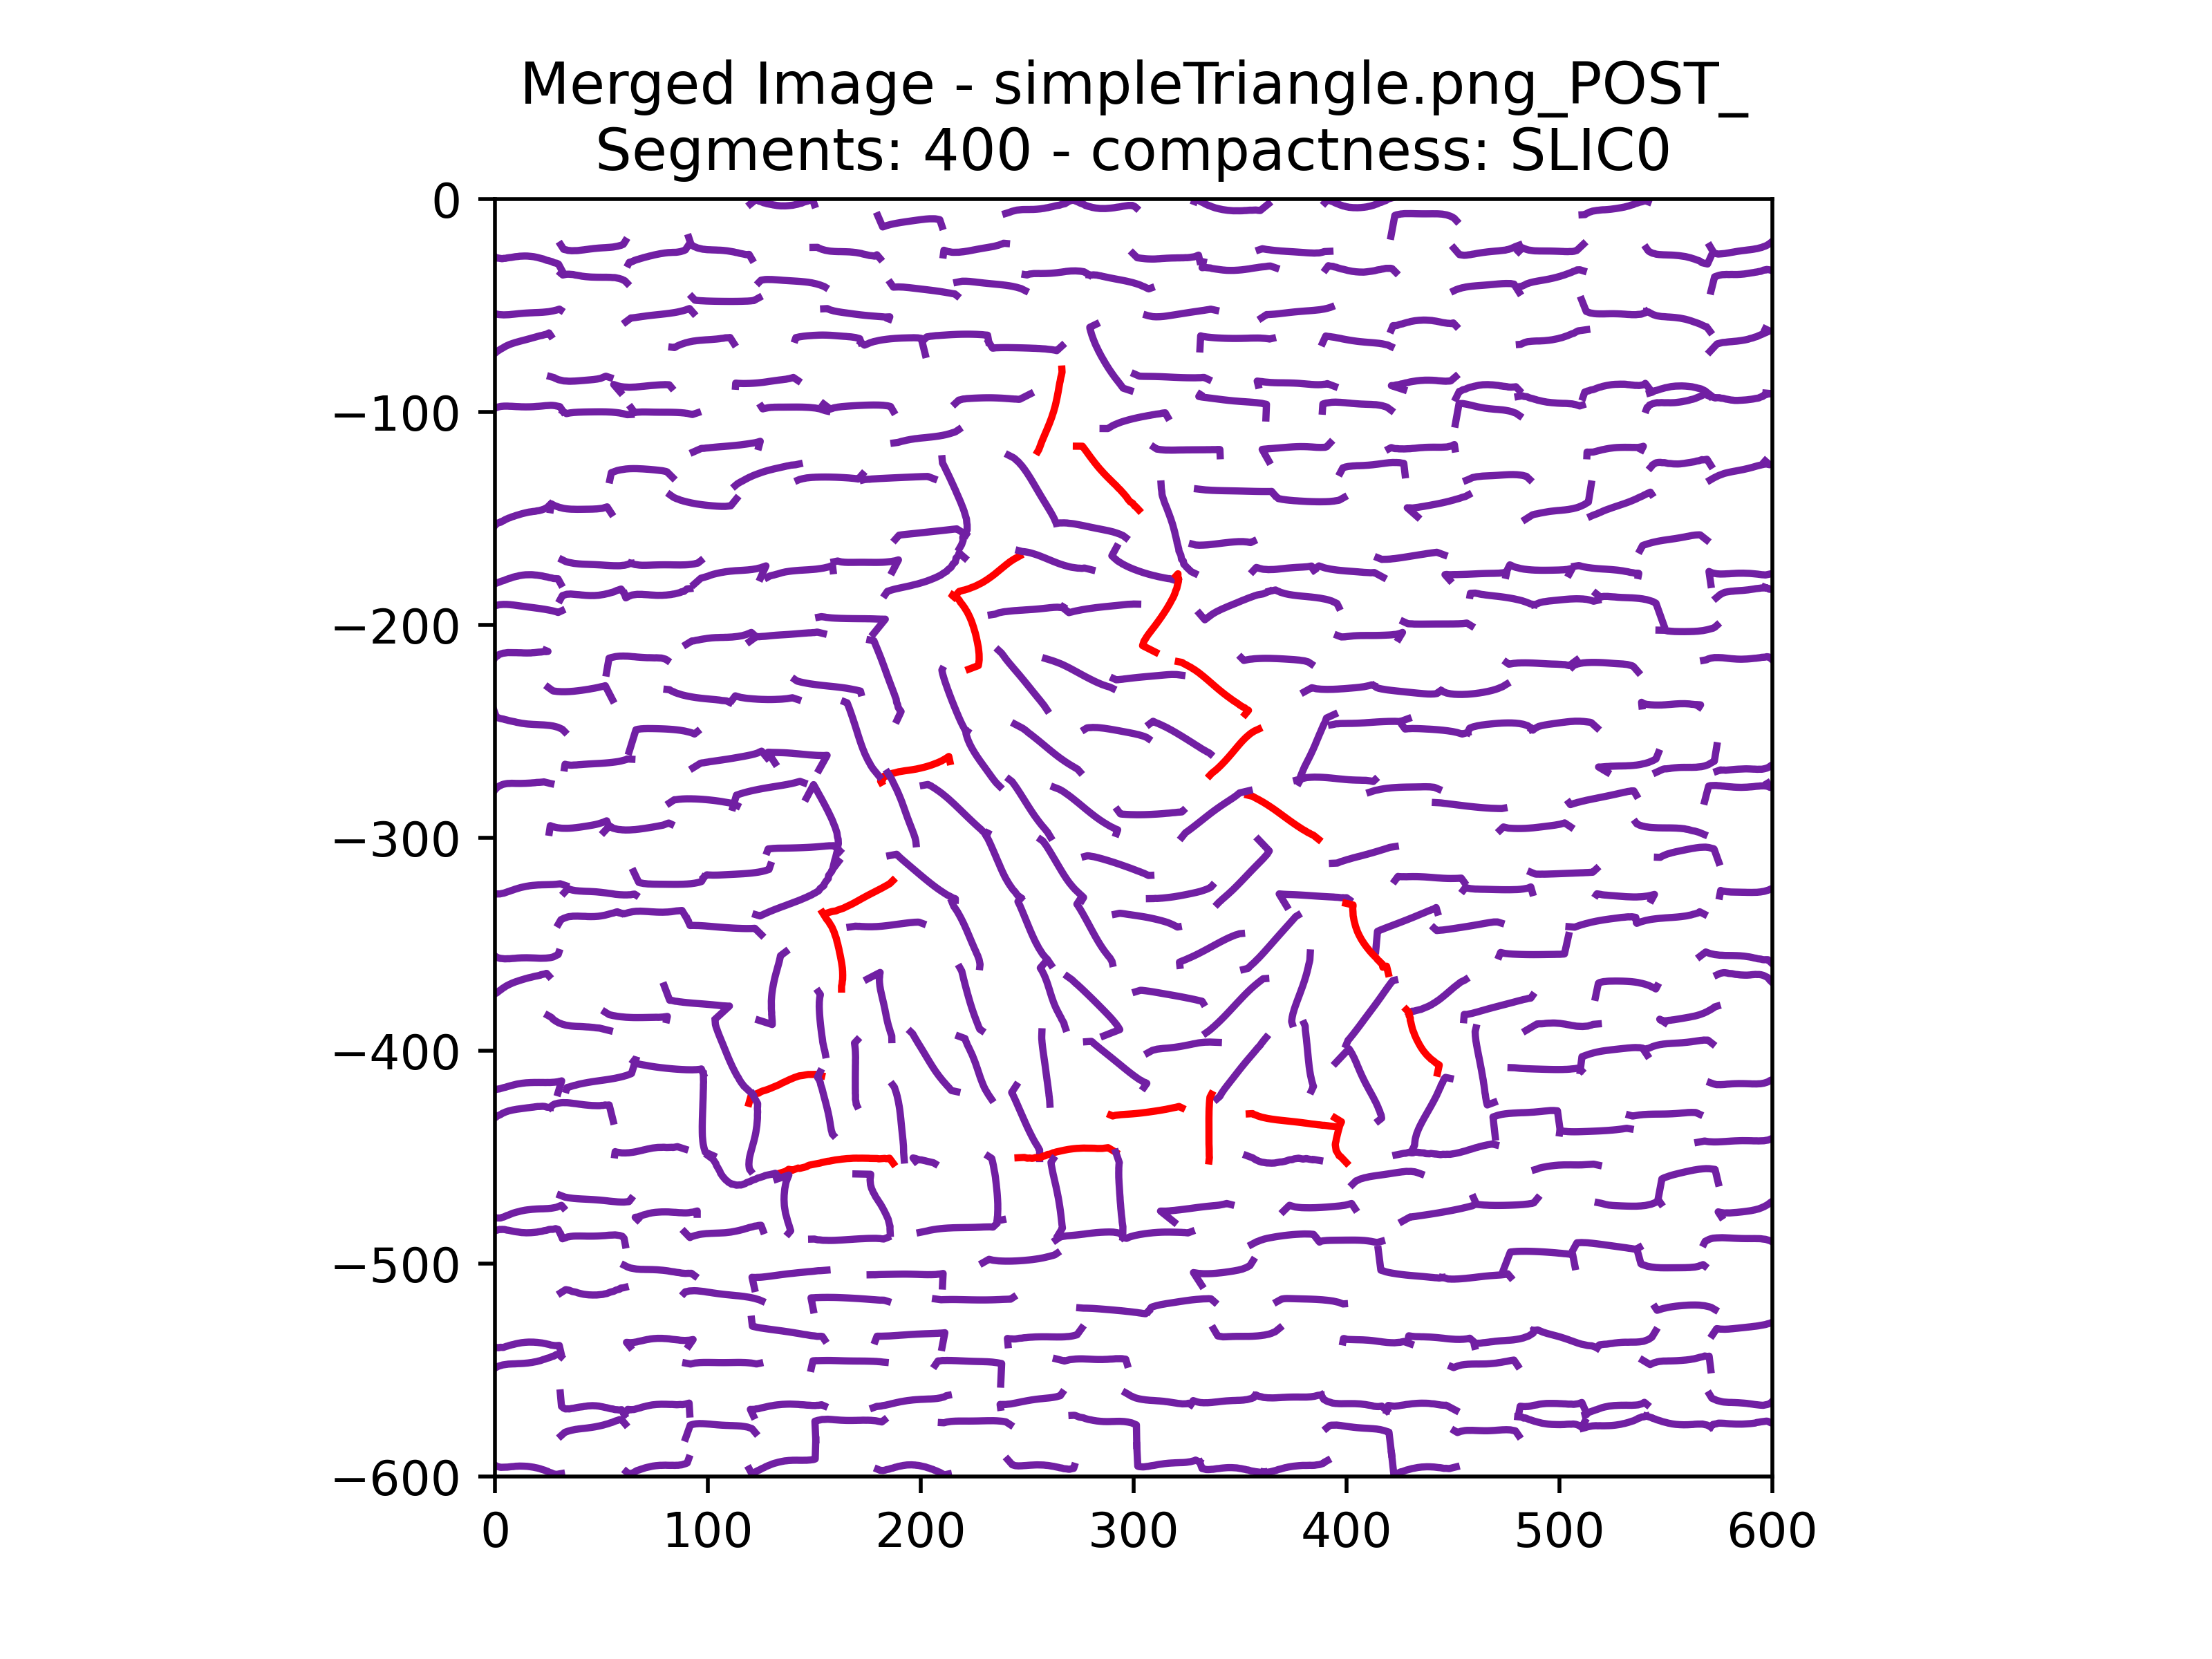 Merged Image - simpleTriangle.png_POST_
Segments: 400 - compactness: SLIC0
0
−100
−200
−300
−400
−500
−600
0 100 200 300 400 500 600